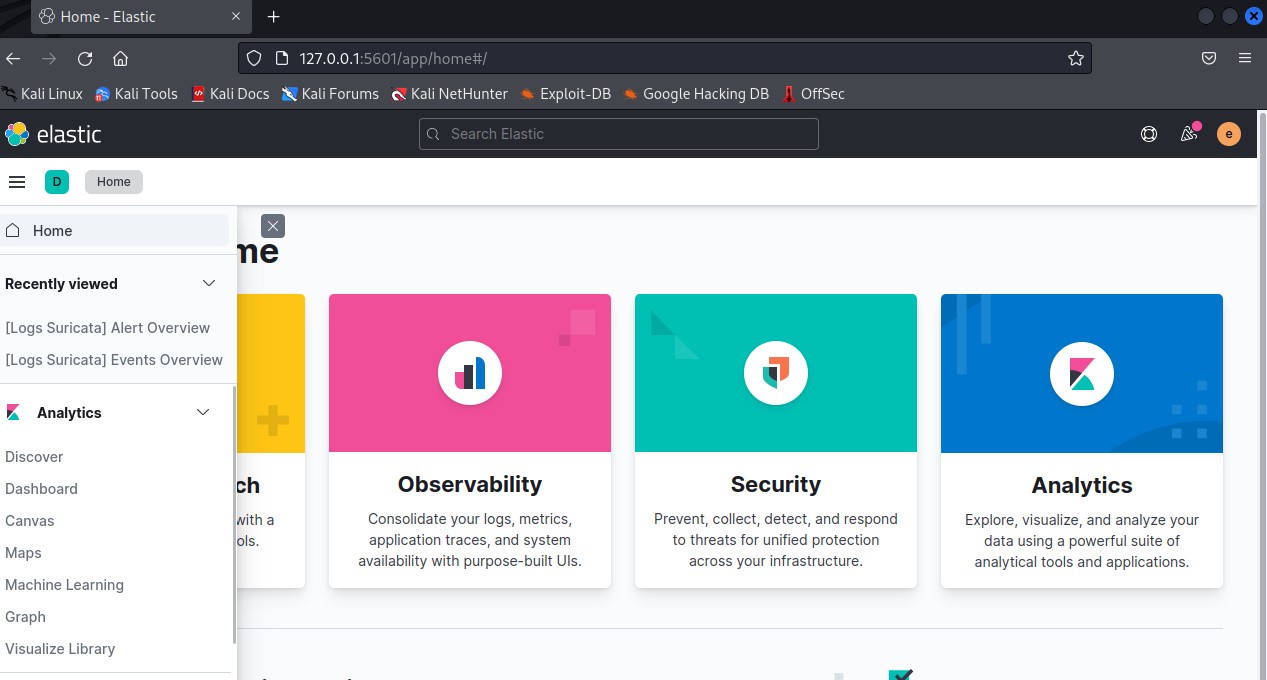 Home - Elastic
127.0.0.1:5601/app/home#/
Kali Linux Kali Tools Kali Docs Kali Forums Kali NetHunter Exploit-DB Google Hacking DB OffSec
elastic Search Elastic e
D Home
Home
me
Recently viewed
[Logs Suricata] Alert Overview
[Logs Suricata] Events Overview
Analytics
Discover
Dashboard
Canvas
Maps
Machine Learning
Graph
Visualize Library
ch
with a
ols.
Observability
Consolidate your logs, metrics,
application traces, and system
availability with purpose-built UIs.
Security
Prevent, collect, detect, and respond
to threats for unified protection
across your infrastructure.
Analytics
Explore, visualize, and analyze your
data using a powerful suite of
analytical tools and applications.